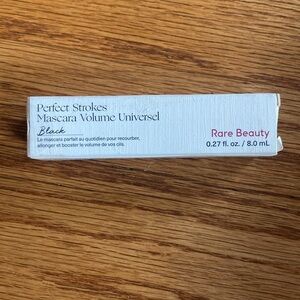 Perfect Strokes
Mascara Volume Universel
Black
Le mascara parfait au quotidien pour recourber,
allonger et booster le volume de vos cils.
Rare Beauty
0.27 fl. oz. / 8.0 mL